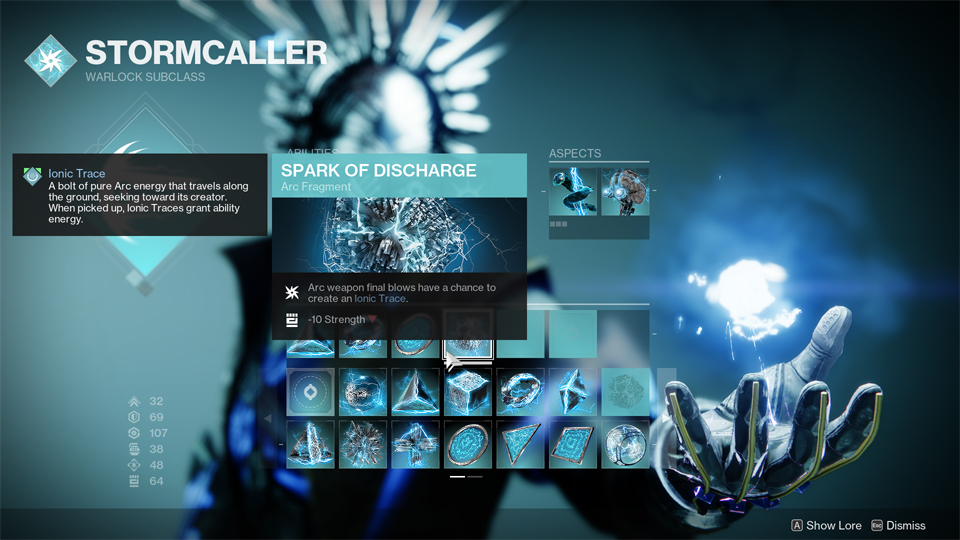 STORMCALLER
WARLOCK SUBCLASS
ABILITIES
ASPECTS
Ionic Trace
A bolt of pure Arc energy that travels along
the ground, seeking toward its creator.
When picked up, Ionic Traces grant ability
energy.
SPARK OF DISCHARGE
Arc Fragment
Arc weapon final blows have a chance to
create an Ionic Trace.
-10 Strength
32
69
107
38
48
64
A Show Lore
Esc Dismiss